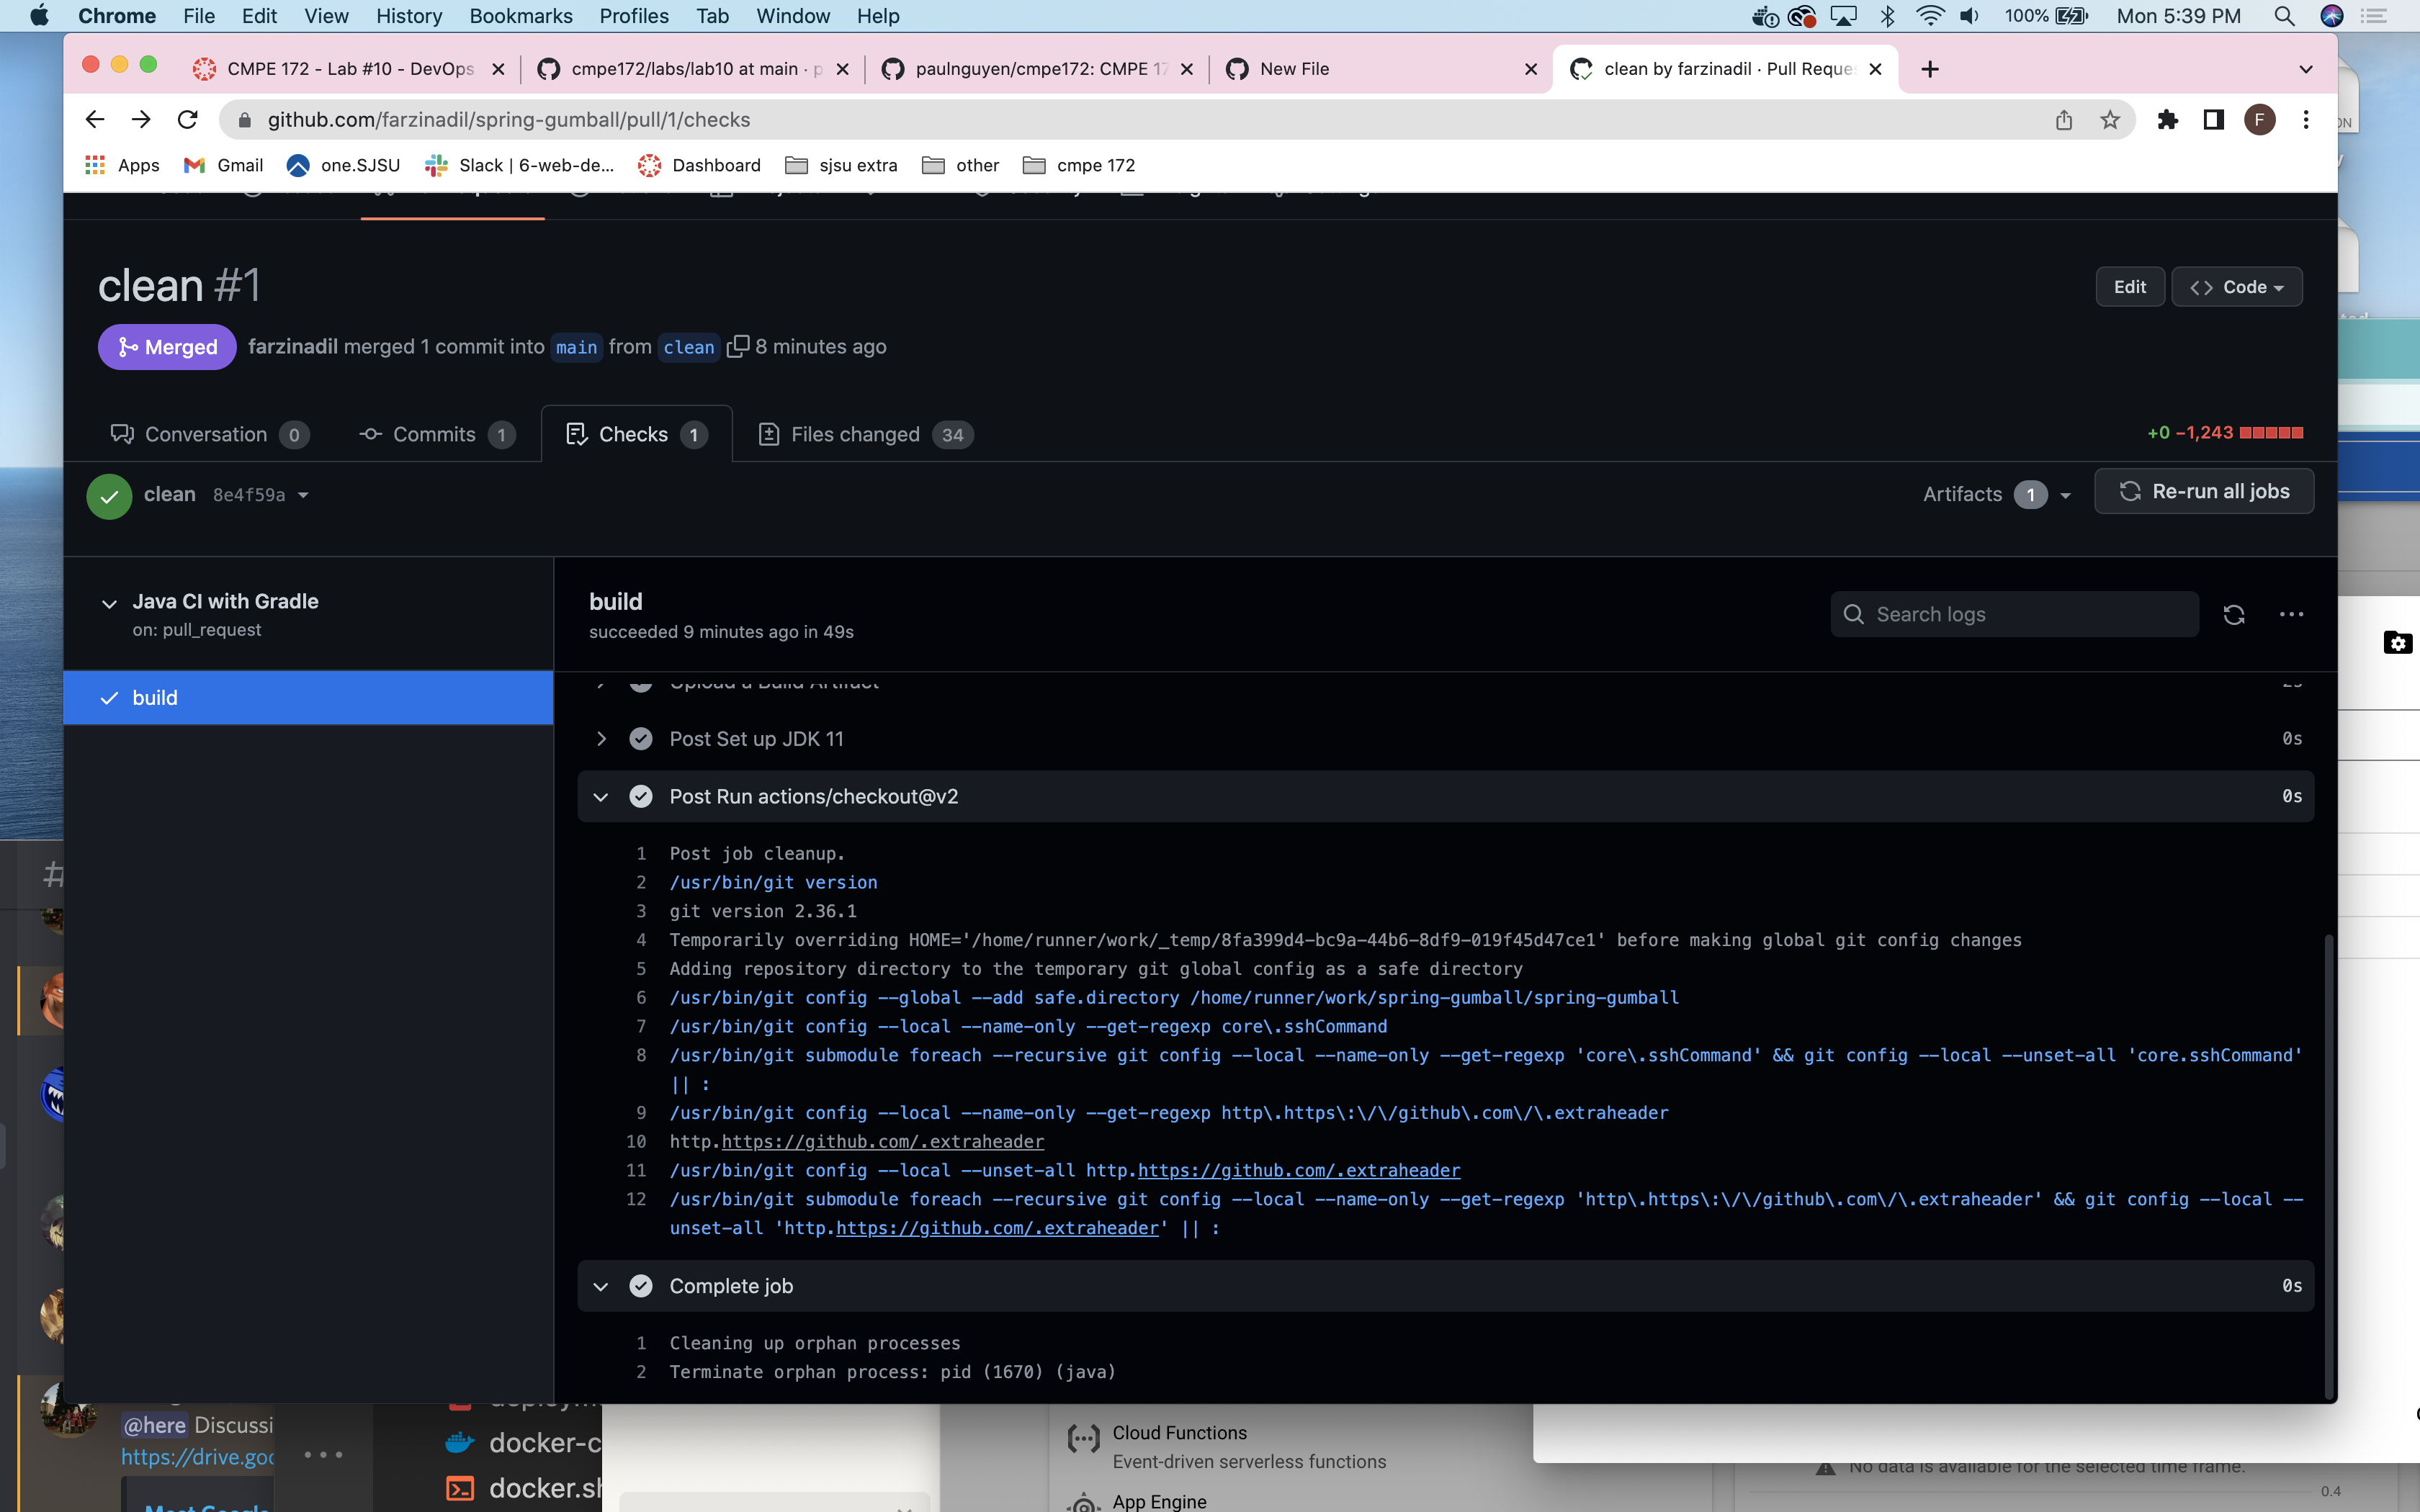 Chrome File Edit View History Bookmarks Profiles Tab Window Help 100% Mon 5:39 PM
CMPE 172 - Lab #10 - DevOps cmpe172/labs/lab10 at main · p paulnguyen/cmpe172: CMPE 17 New File clean by farzinadil · Pull Reque
github.com/farzinadil/spring-gumball/pull/1/checks F
Apps Gmail one.SJSU Slack | 6-web-de... Dashboard sjsu extra other cmpe 172
clean #1
Edit Code
Merged farzinadil merged 1 commit into main from clean 8 minutes ago
Conversation 0 Commits 1 Checks 1 Files changed 34 +0 −1,243
clean 8e4f59a Artifacts 1 Re-run all jobs
Java CI with Gradle
on: pull_request
build
build
succeeded 9 minutes ago in 49s
Search logs
Upload a Build Artifact 2s
Post Set up JDK 11 0s
Post Run actions/checkout@v2 0s
1 Post job cleanup.
2 /usr/bin/git version
3 git version 2.36.1
4 Temporarily overriding HOME='/home/runner/work/_temp/8fa399d4-bc9a-44b6-8df9-019f45d47ce1' before making global git config changes
5 Adding repository directory to the temporary git global config as a safe directory
6 /usr/bin/git config --global --add safe.directory /home/runner/work/spring-gumball/spring-gumball
7 /usr/bin/git config --local --name-only --get-regexp core\.sshCommand
8 /usr/bin/git submodule foreach --recursive git config --local --name-only --get-regexp 'core\.sshCommand' && git config --local --unset-all 'core.sshCommand'
|| :
9 /usr/bin/git config --local --name-only --get-regexp http\.https\:\/\/github\.com\/\.extraheader
10 http.https://github.com/.extraheader
11 /usr/bin/git config --local --unset-all http.https://github.com/.extraheader
12 /usr/bin/git submodule foreach --recursive git config --local --name-only --get-regexp 'http\.https\:\/\/github\.com\/\.extraheader' && git config --local --
unset-all 'http.https://github.com/.extraheader' || :
Complete job 0s
1 Cleaning up orphan processes
2 Terminate orphan process: pid (1670) (java)
@here Discussi
https://drive.goo
docker-c
docker.sh
Cloud Functions
Event-driven serverless functions
App Engine
No data is available for the selected time frame.
0.4